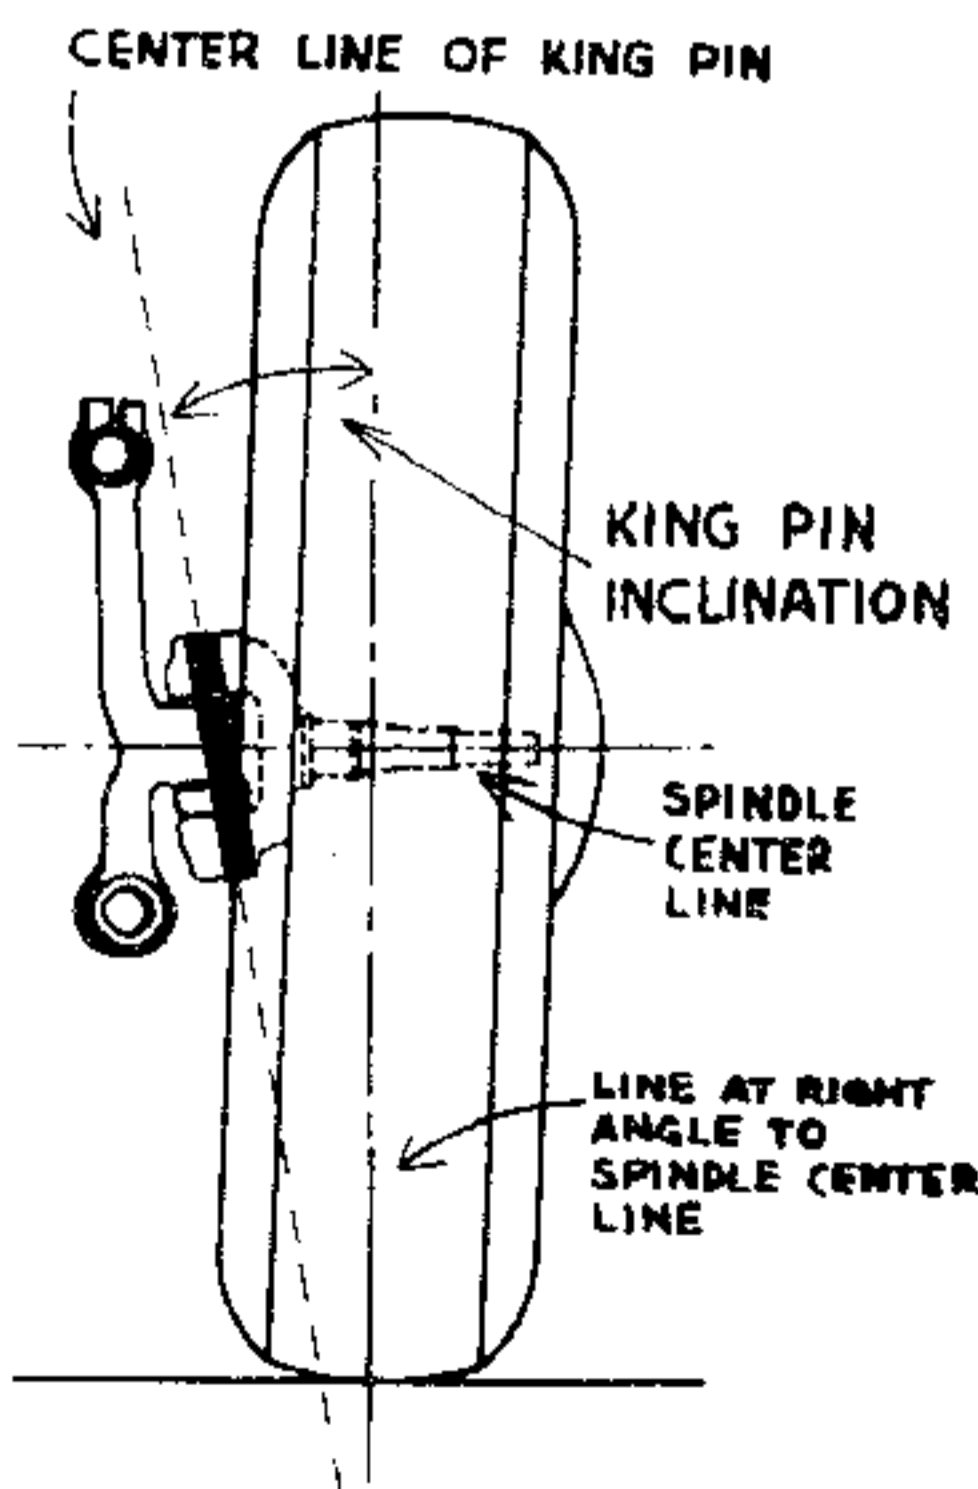 CENTER LINE OF KING PIN
KING PIN
INCLINATION
SPINDLE
CENTER
LINE
LINE AT RIGHT
ANGLE TO
SPINDLE CENTER
LINE